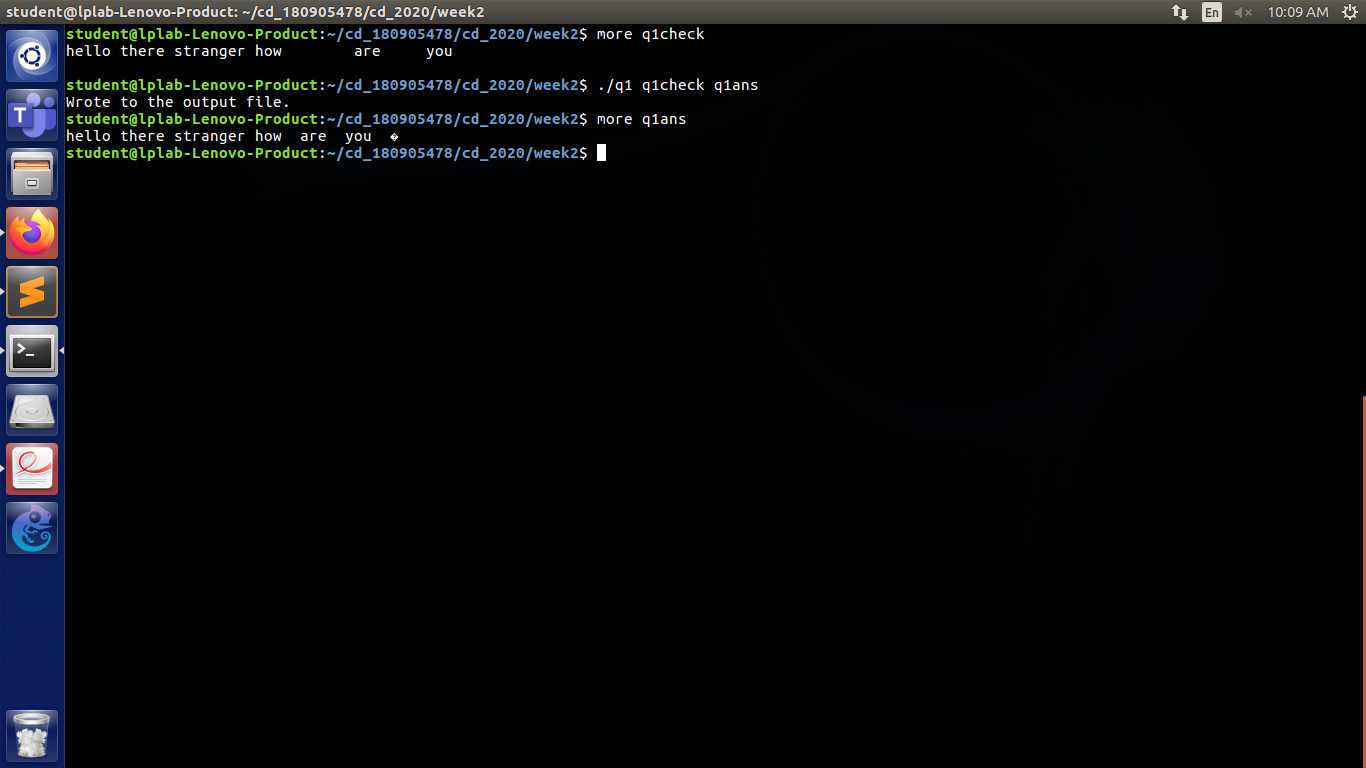 student@lplab-Lenovo-Product: ~/cd_180905478/cd_2020/week2
En
10:09 AM
student@lplab-Lenovo-Product:~/cd_180905478/cd_2020/week2$ more q1check
hello there stranger how        are     you
student@lplab-Lenovo-Product:~/cd_180905478/cd_2020/week2$ ./q1 q1check q1ans
Wrote to the output file.
student@lplab-Lenovo-Product:~/cd_180905478/cd_2020/week2$ more q1ans
hello there stranger how  are  you  �
student@lplab-Lenovo-Product:~/cd_180905478/cd_2020/week2$
T
>_